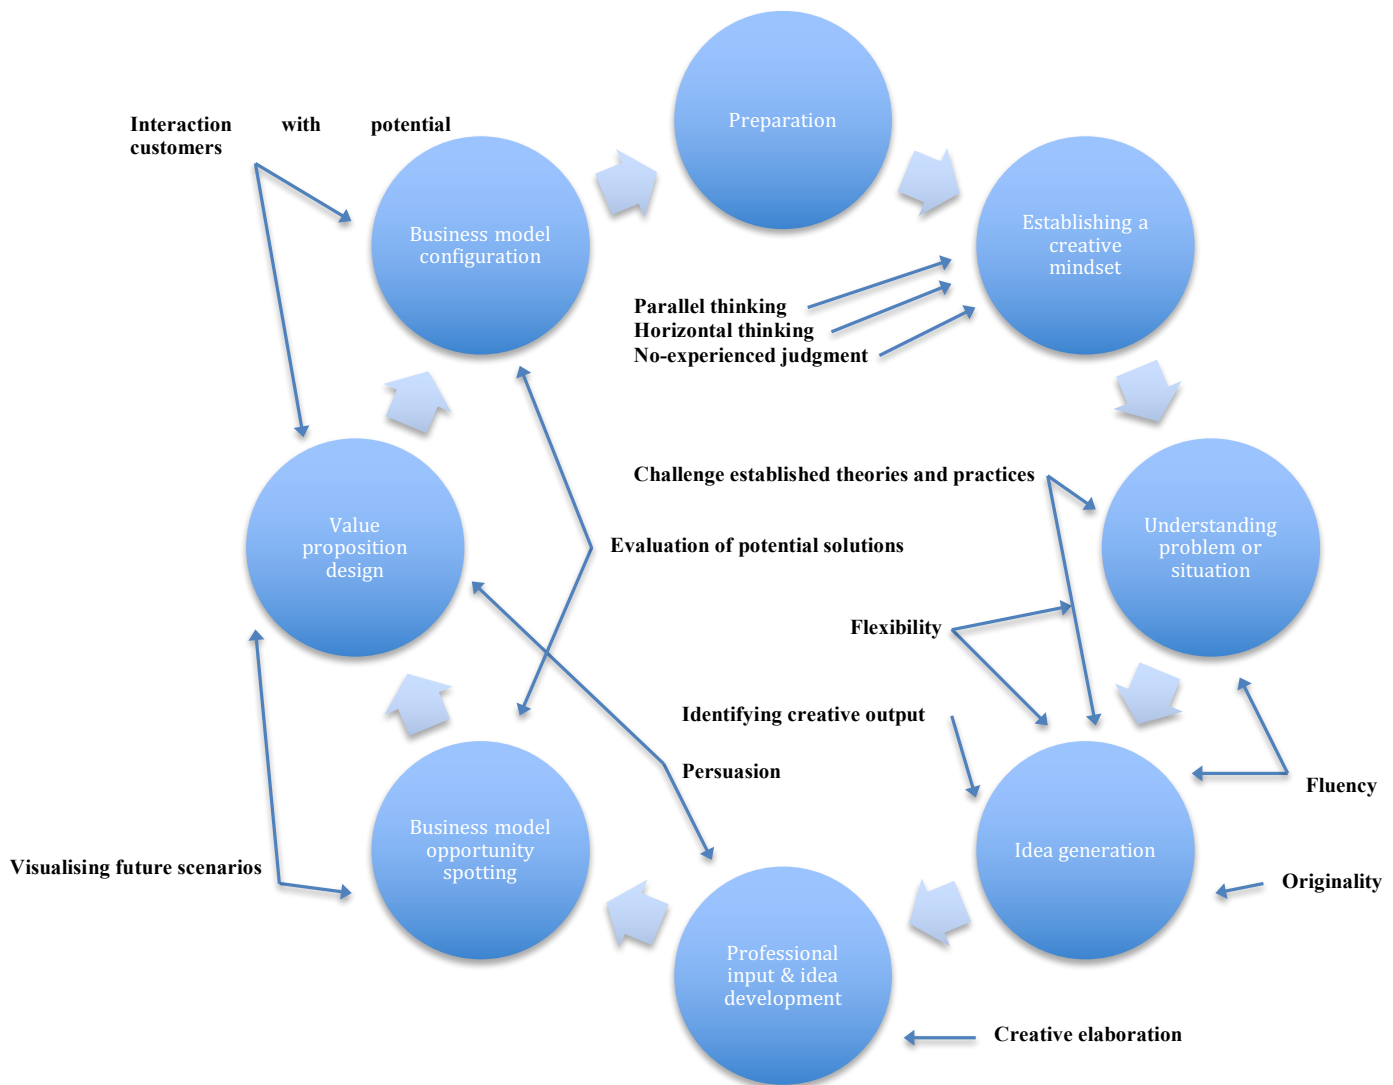 Preparation
Interaction with potential
customers
Business model
configuration
Establishing a
creative
mindset
Parallel thinking
Horizontal thinking
No-experienced judgment
Challenge established theories and practices
Value
proposition
design
Evaluation of potential solutions
Understanding
problem or
situation
Flexibility
Identifying creative output
Persuasion
Fluency
Business model
opportunity
spotting
Idea generation
Visualising future scenarios
Originality
Professional
input & idea
development
Creative elaboration